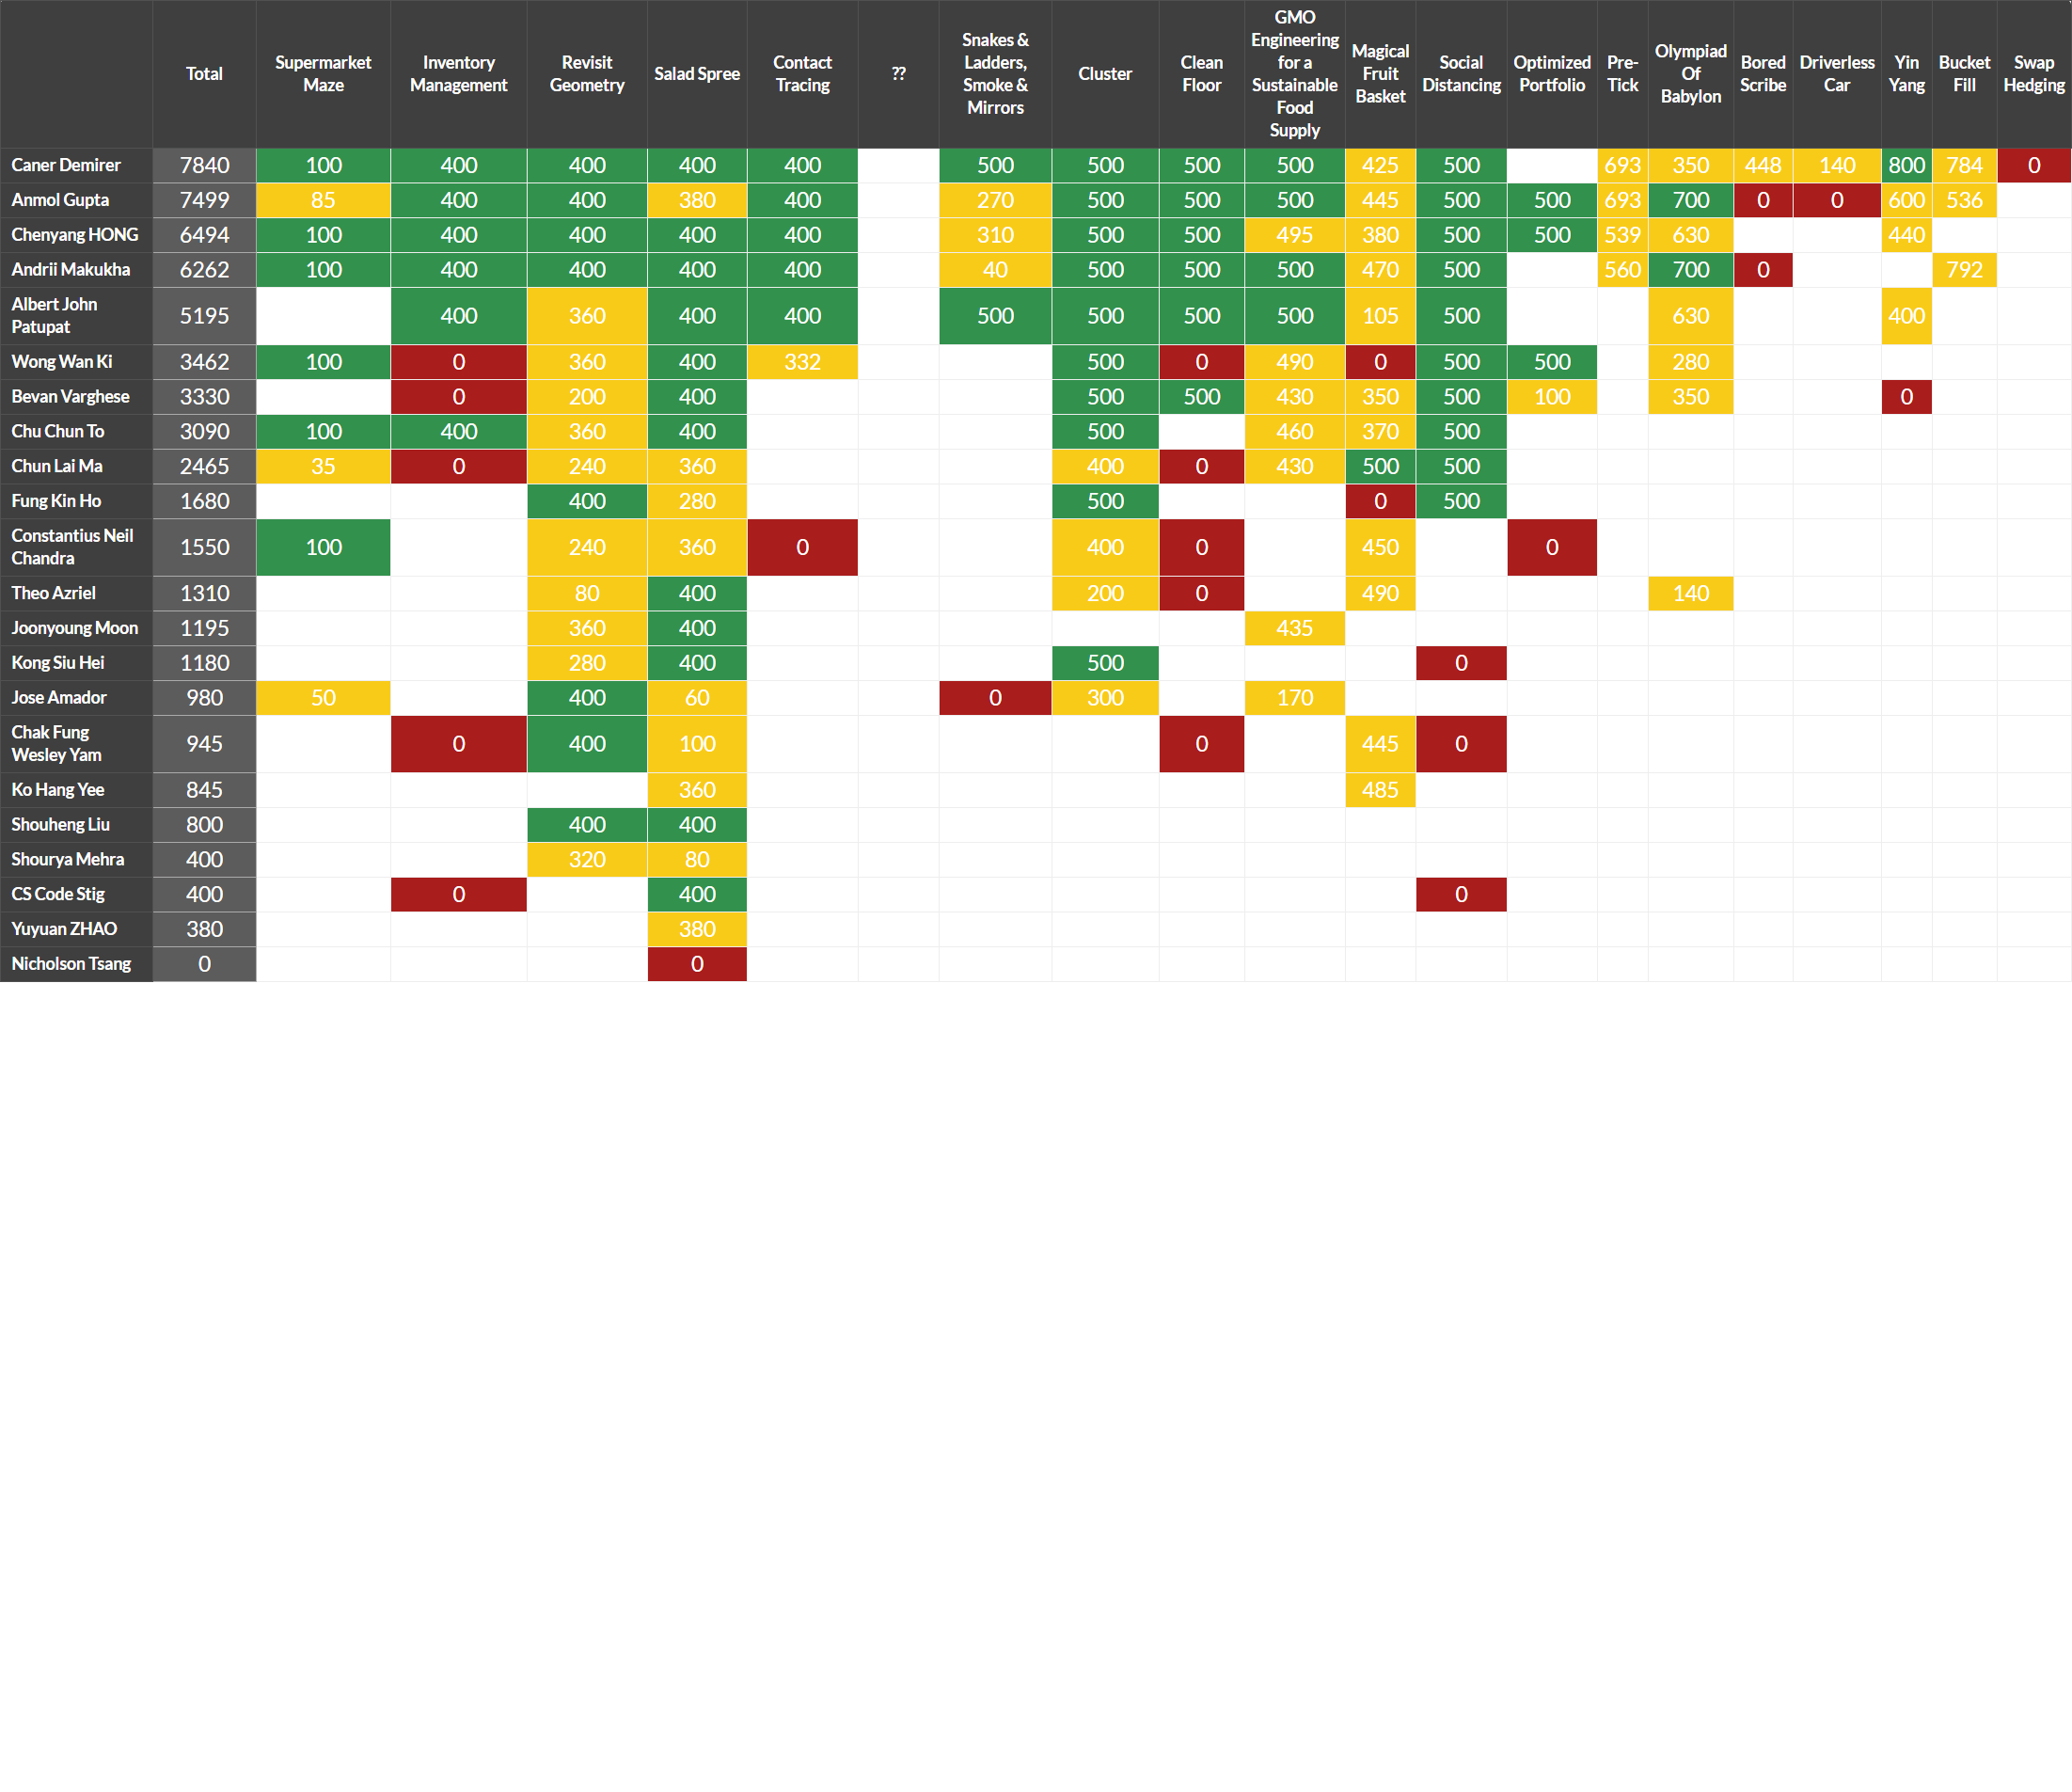 Total Supermarket Maze Inventory Management Revisit Geometry Salad Spree Contact Tracing ?? Snakes & Ladders, Smoke & Mirrors Cluster Clean Floor GMO Engineering for a Sustainable Food Supply Magical Fruit Basket Social Distancing Optimized Portfolio Pre-Tick Olympiad Of Babylon Bored Scribe Driverless Car Yin Yang Bucket Fill Swap Hedging
Caner Demirer 7840 100 400 400 400 400 500 500 500 500 425 500 693 350 448 140 800 784 0
Anmol Gupta 7499 85 400 400 380 400 270 500 500 500 445 500 500 693 700 0 0 600 536
Chenyang HONG 6494 100 400 400 400 400 310 500 500 495 380 500 500 539 630 440
Andrii Makukha 6262 100 400 400 400 400 40 500 500 500 470 500 560 700 0 792
Albert John Patupat 5195 400 360 400 400 500 500 500 500 105 500 630 400
Wong Wan Ki 3462 100 0 360 400 332 500 0 490 0 500 500 280
Bevan Varghese 3330 0 200 400 500 500 430 350 500 100 350 0
Chu Chun To 3090 100 400 360 400 500 460 370 500
Chun Lai Ma 2465 35 0 240 360 400 0 430 500 500
Fung Kin Ho 1680 400 280 500 0 500
Constantius Neil Chandra 1550 100 240 360 0 400 0 450 0
Theo Azriel 1310 80 400 200 0 490 140
Joonyoung Moon 1195 360 400 435
Kong Siu Hei 1180 280 400 500 0
Jose Amador 980 50 400 60 0 300 170
Chak Fung Wesley Yam 945 0 400 100 0 445 0
Ko Hang Yee 845 360 485
Shouheng Liu 800 400 400
Shourya Mehra 400 320 80
CS Code Stig 400 0 400 0
Yuyuan ZHAO 380 380
Nicholson Tsang 0 0